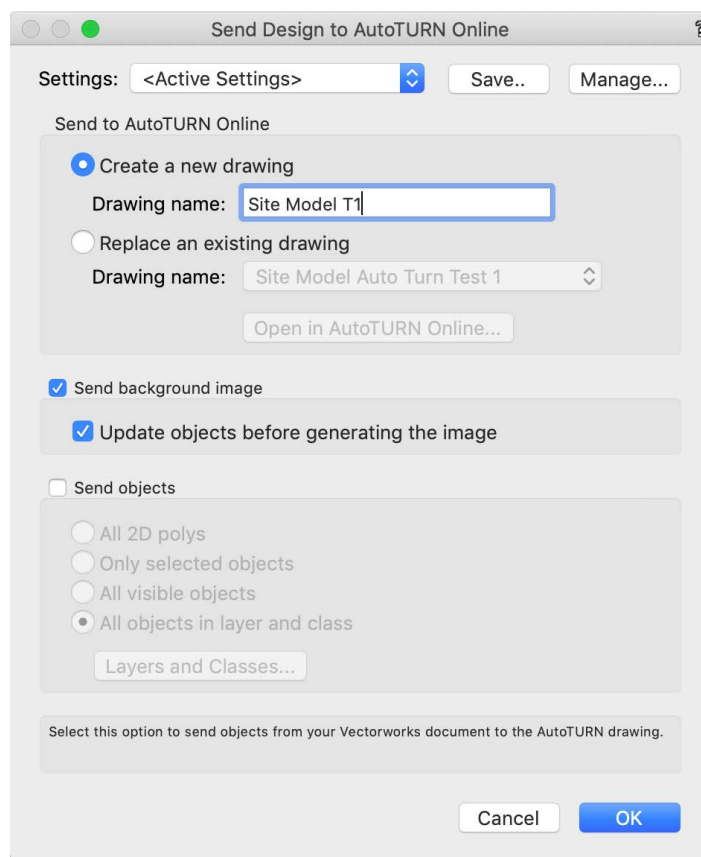 Send Design to AutoTURN Online
Settings: <Active Settings> Save.. Manage...
Send to AutoTURN Online
Create a new drawing
Drawing name: Site Model T1
Replace an existing drawing
Drawing name: Site Model Auto Turn Test 1
Open in AutoTURN Online...
Send background image
Update objects before generating the image
Send objects
All 2D polys
Only selected objects
All visible objects
All objects in layer and class
Layers and Classes...
Select this option to send objects from your Vectorworks document to the AutoTURN drawing.
Cancel OK